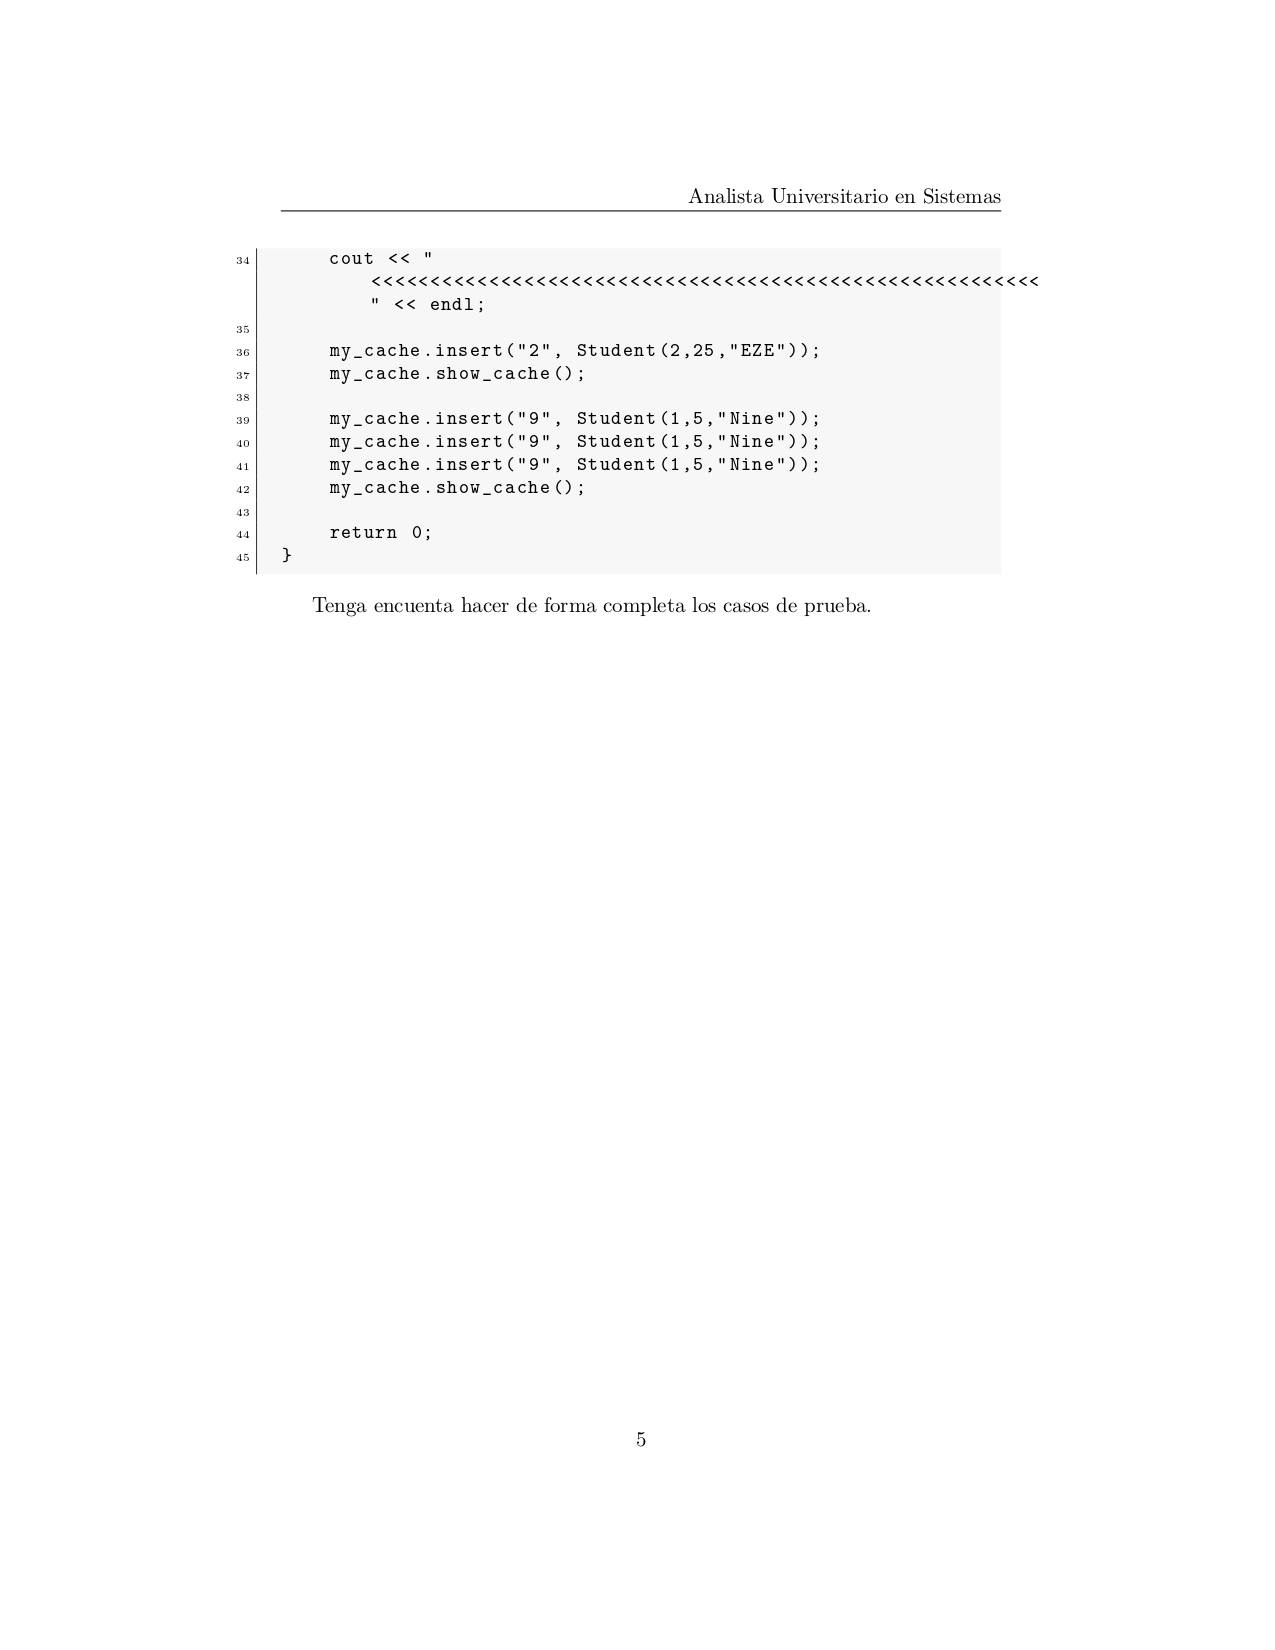 Analista Universitario en Sistemas
34 cout << "
<<<<<<<<<<<<<<<<<<<<<<<<<<<<<<<<<<<<<<<<<<<<<<<<<<<<<<<<<
" << endl;
35
36 my_cache.insert("2", Student(2,25,"EZE"));
37 my_cache.show_cache();
38
39 my_cache.insert("9", Student(1,5,"Nine"));
40 my_cache.insert("9", Student(1,5,"Nine"));
41 my_cache.insert("9", Student(1,5,"Nine"));
42 my_cache.show_cache();
43
44 return 0;
45 }
Tenga encuenta hacer de forma completa los casos de prueba.
5